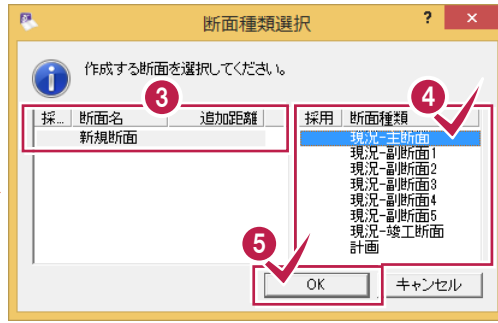 断面種類選択
?
×
作成する断面を選択してください。
3
4
採... 断面名 追加距離
新規断面
採用 断面種類
現況-主断面
現況-副断面1
現況-副断面2
現況-副断面3
現況-副断面4
現況-副断面5
現況-竣工断面
計画
5
OK
キャンセル